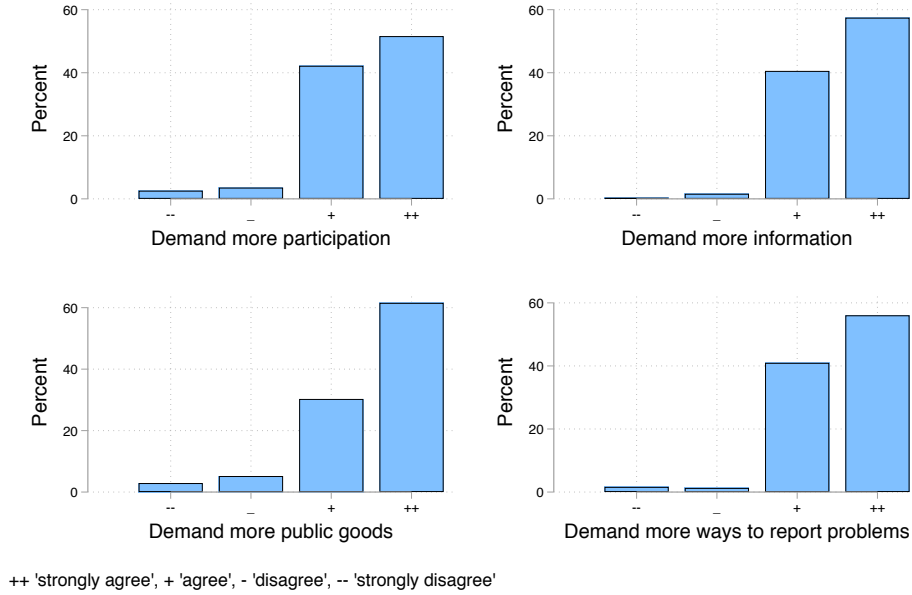 60
40
20
0
Percent
-- _ + ++
Demand more participation
60
40
20
0
Percent
-- _ + ++
Demand more information
60
40
20
0
Percent
-- _ + ++
Demand more public goods
60
40
20
0
Percent
-- _ + ++
Demand more ways to report problems
++ 'strongly agree', + 'agree', - 'disagree', -- 'strongly disagree'